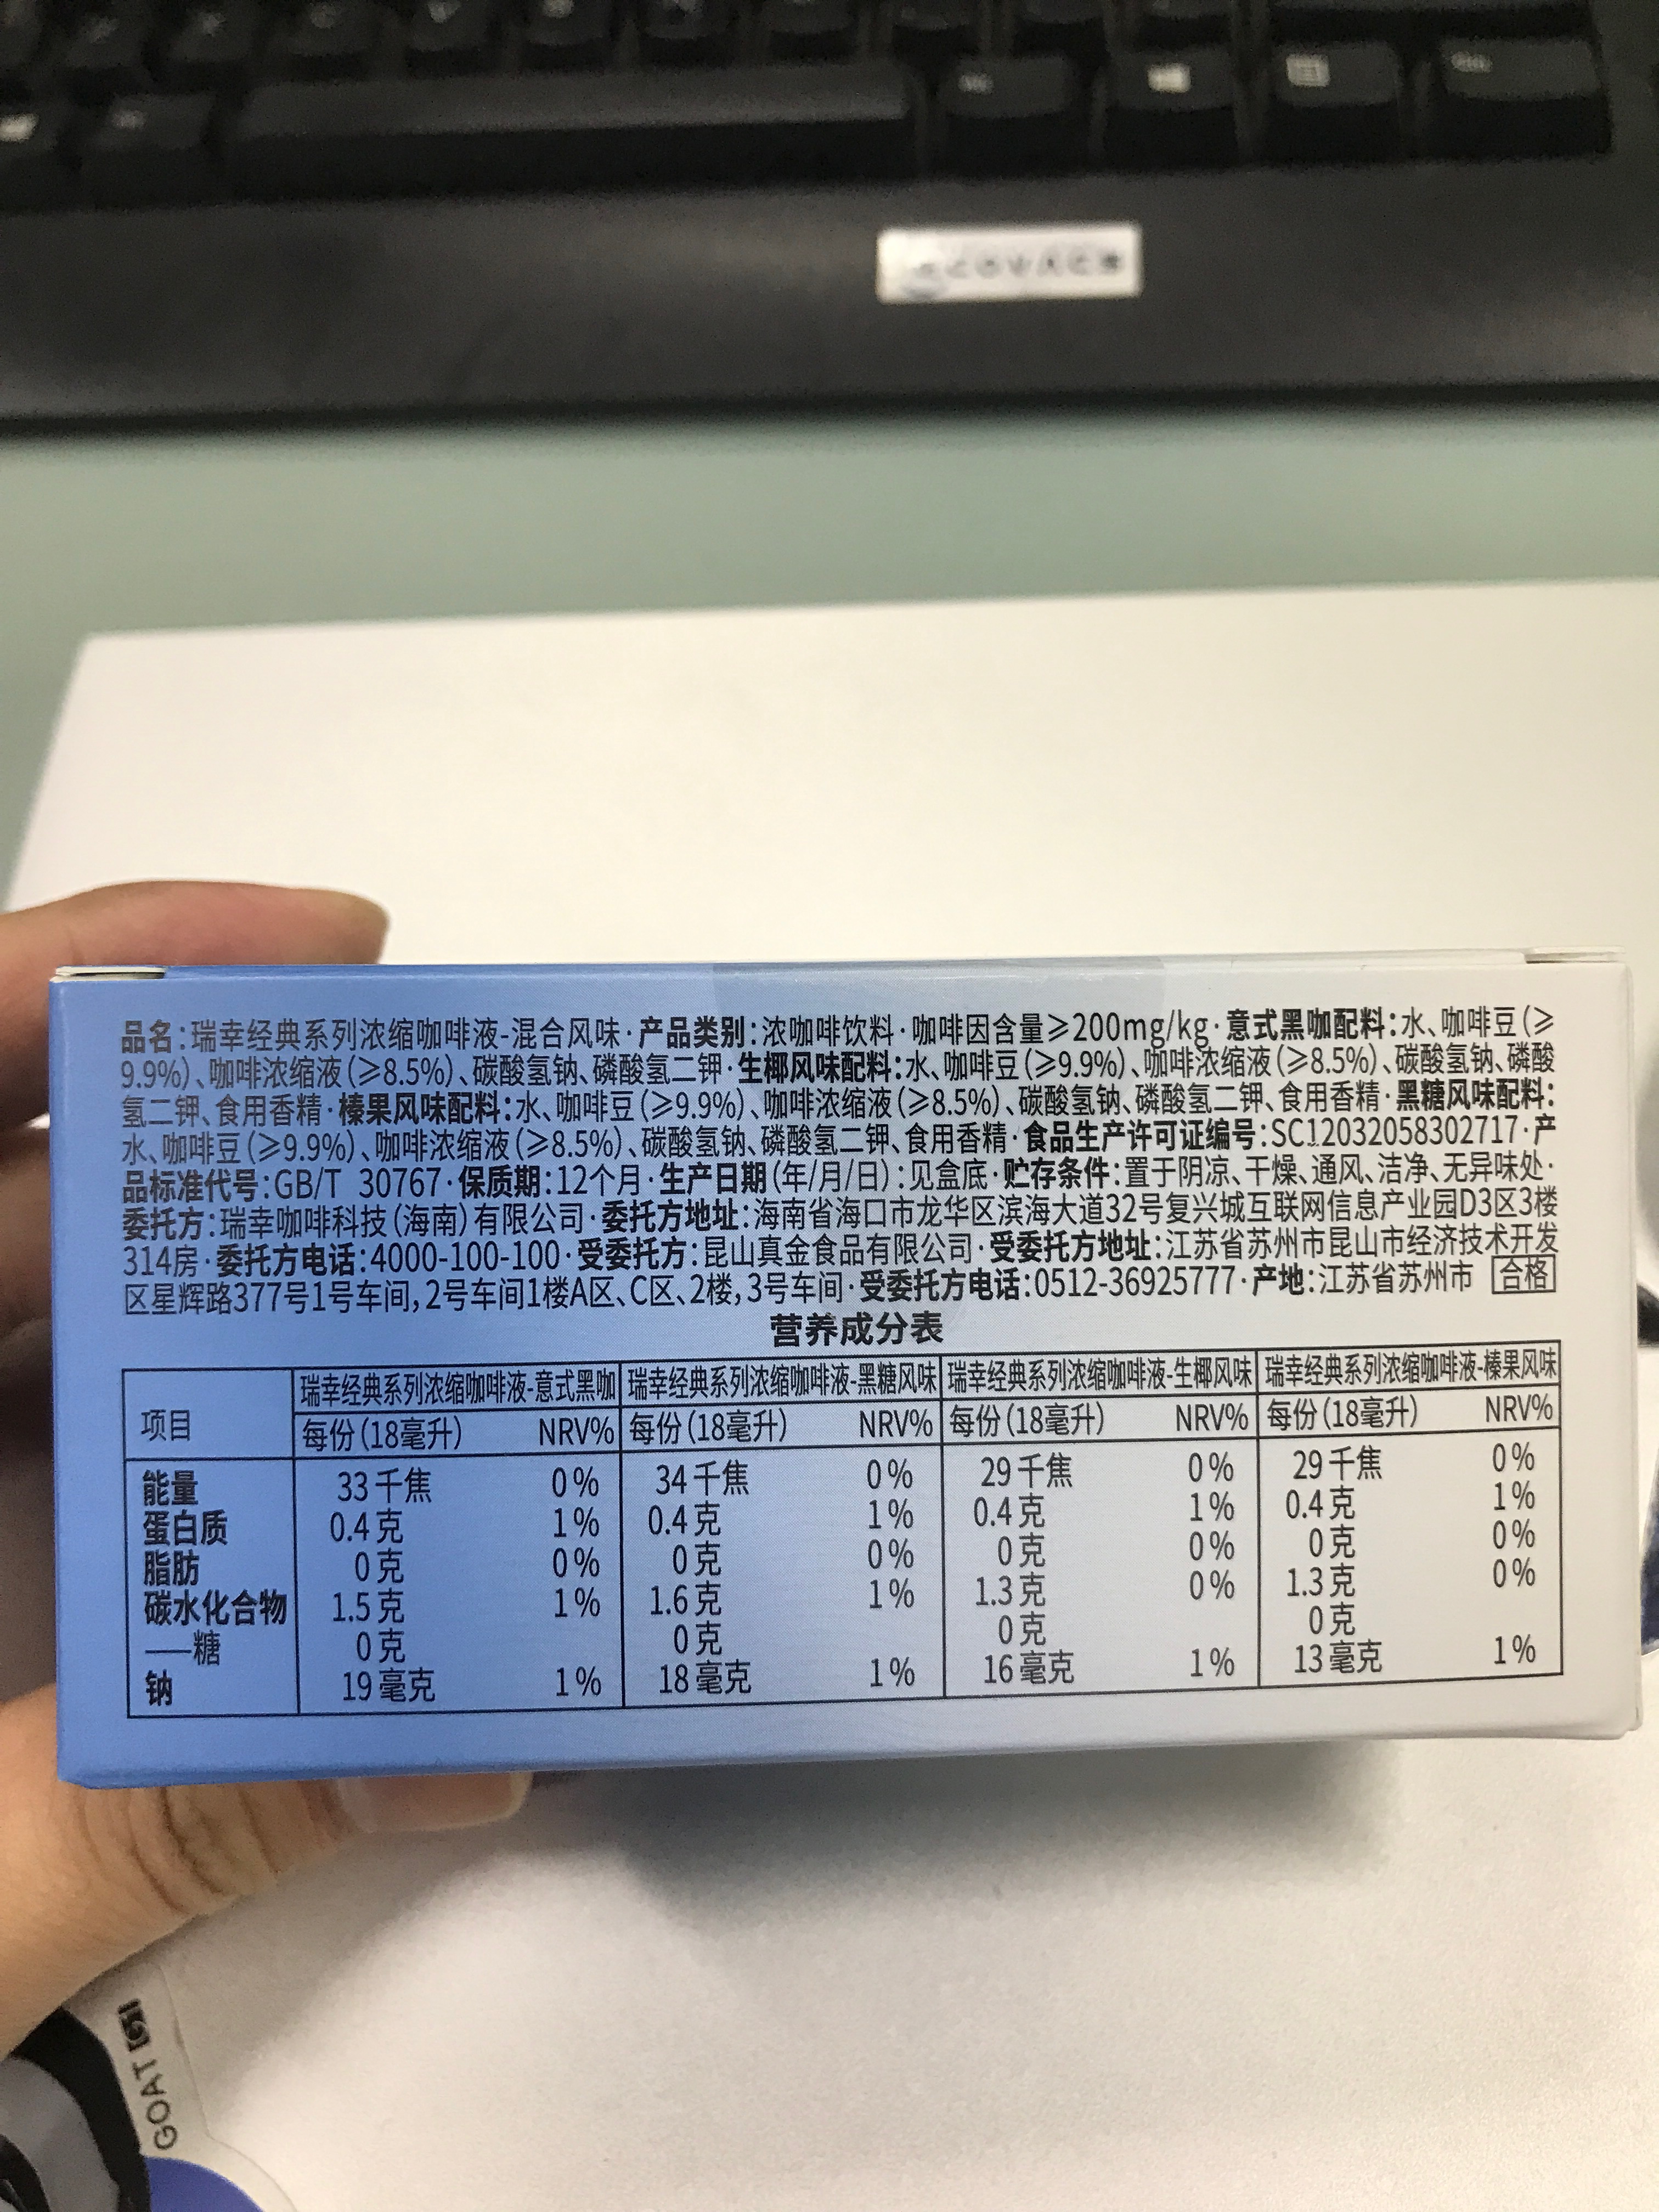 品名:瑞幸经典系列浓缩咖啡液-混合风味·产品类别:浓咖啡饮料·咖啡因含量≥200mg/kg·意式黑咖配料:水、咖啡豆(≥
9.9%)、咖啡浓缩液(≥8.5%)、碳酸氢钠、磷酸氢二钾·生椰风味配料:水、咖啡豆(≥9.9%)、咖啡浓缩液(≥8.5%)、碳酸氢钠、磷酸
氢二钾、食用香精·榛果风味配料:水、咖啡豆(≥9.9%)、咖啡浓缩液(≥8.5%)、碳酸氢钠、磷酸氢二钾、食用香精·黑糖风味配料:
水、咖啡豆(≥9.9%)、咖啡浓缩液(≥8.5%)、碳酸氢钠、磷酸氢二钾、食用香精·食品生产许可证编号:SC12032058302717·产
品标准代号:GB/T 30767·保质期:12个月·生产日期(年/月/日):见盒底·贮存条件:置于阴凉、干燥、通风、洁净、无异味处·
委托方:瑞幸咖啡科技(海南)有限公司·委托方地址:海南省海口市龙华区滨海大道32号复兴城互联网信息产业园D3区3楼
314房·委托方电话:4000-100-100·受委托方:昆山真金食品有限公司·受委托方地址:江苏省苏州市昆山市经济技术开发
区星辉路377号1号车间,2号车间1楼A区、C区、2楼,3号车间·受委托方电话:0512-36925777·产地:江苏省苏州市 合格
营养成分表
项目 瑞幸经典系列浓缩咖啡液-意式黑咖 瑞幸经典系列浓缩咖啡液-黑糖风味 瑞幸经典系列浓缩咖啡液-生椰风味 瑞幸经典系列浓缩咖啡液-榛果风味
每份(18毫升) NRV% 每份(18毫升) NRV% 每份(18毫升) NRV% 每份(18毫升) NRV%
能量 33千焦 0% 34千焦 0% 29千焦 0% 29千焦 0%
蛋白质 0.4克 1% 0.4克 1% 0.4克 1% 0.4克 1%
脂肪 0克 0% 0克 0% 0克 0% 0克 0%
碳水化合物 1.5克 1% 1.6克 1% 1.3克 0% 1.3克 0%
——糖 0克 0克 0克 0克
钠 19毫克 1% 18毫克 1% 16毫克 1% 13毫克 1%
GOAT